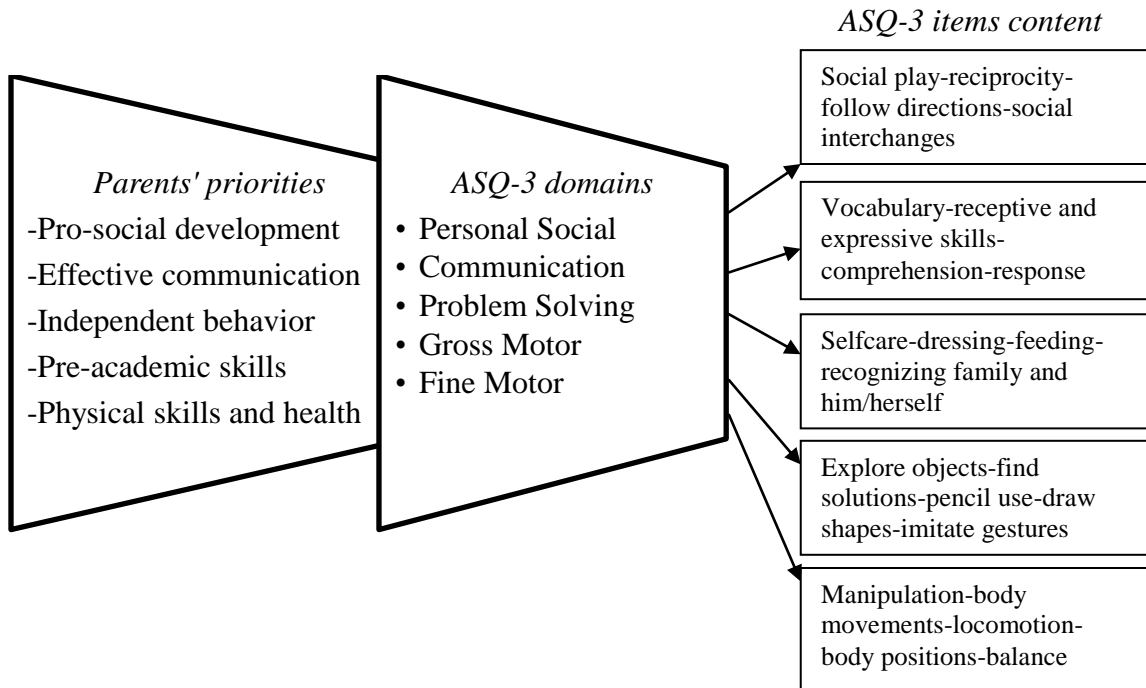 ASQ-3 items content
Parents' priorities
-Pro-social development
-Effective communication
-Independent behavior
-Pre-academic skills
-Physical skills and health
ASQ-3 domains
• Personal Social
• Communication
• Problem Solving
• Gross Motor
• Fine Motor
Social play-reciprocity-
follow directions-social
interchanges
Vocabulary-receptive and
expressive skills-
comprehension-response
Selfcare-dressing-feeding-
recognizing family and
him/herself
Explore objects-find
solutions-pencil use-draw
shapes-imitate gestures
Manipulation-body
movements-locomotion-
body positions-balance